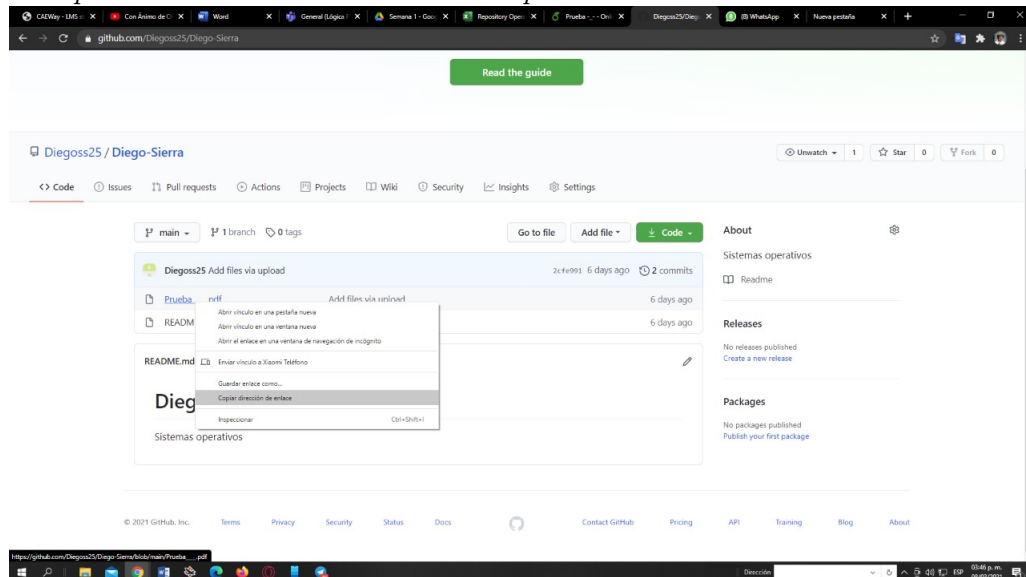 CAEWay - LMS
Con Ánimo de
Word
General (Lógica
Semana 1 - Goo
Repository Open
Prueba -,- - Onl
Diegoss25/Dieg
(8) WhatsApp
Nueva pestaña
github.com/Diegoss25/Diego-Sierra
Read the guide
Diegoss25 / Diego-Sierra
Unwatch 1
Star 0
Fork 0
Code
Issues
Pull requests
Actions
Projects
Wiki
Security
Insights
Settings
main
1 branch
0 tags
Go to file
Add file
Code
About
Sistemas operativos
Readme
Diegoss25 Add files via upload
2cfe991 6 days ago
2 commits
Prueba___.pdf
Add files via upload
6 days ago
READM
6 days ago
Abrir vínculo en una pestaña nueva
Abrir vínculo en una ventana nueva
Abrir el enlace en una ventana de navegación de incógnito
Enviar vínculo a Xiaomi Teléfono
Guardar enlace como...
Copiar dirección de enlace
Inspeccionar Ctrl+Shift+I
README.md
Dieg
Sistemas operativos
Releases
No releases published
Create a new release
Packages
No packages published
Publish your first package
© 2021 GitHub, Inc.
Terms
Privacy
Security
Status
Docs
Contact GitHub
Pricing
API
Training
Blog
About
https://github.com/Diegoss25/Diego-Sierra/blob/main/Prueba___.pdf
Dirección
ESP
03:46 p. m.